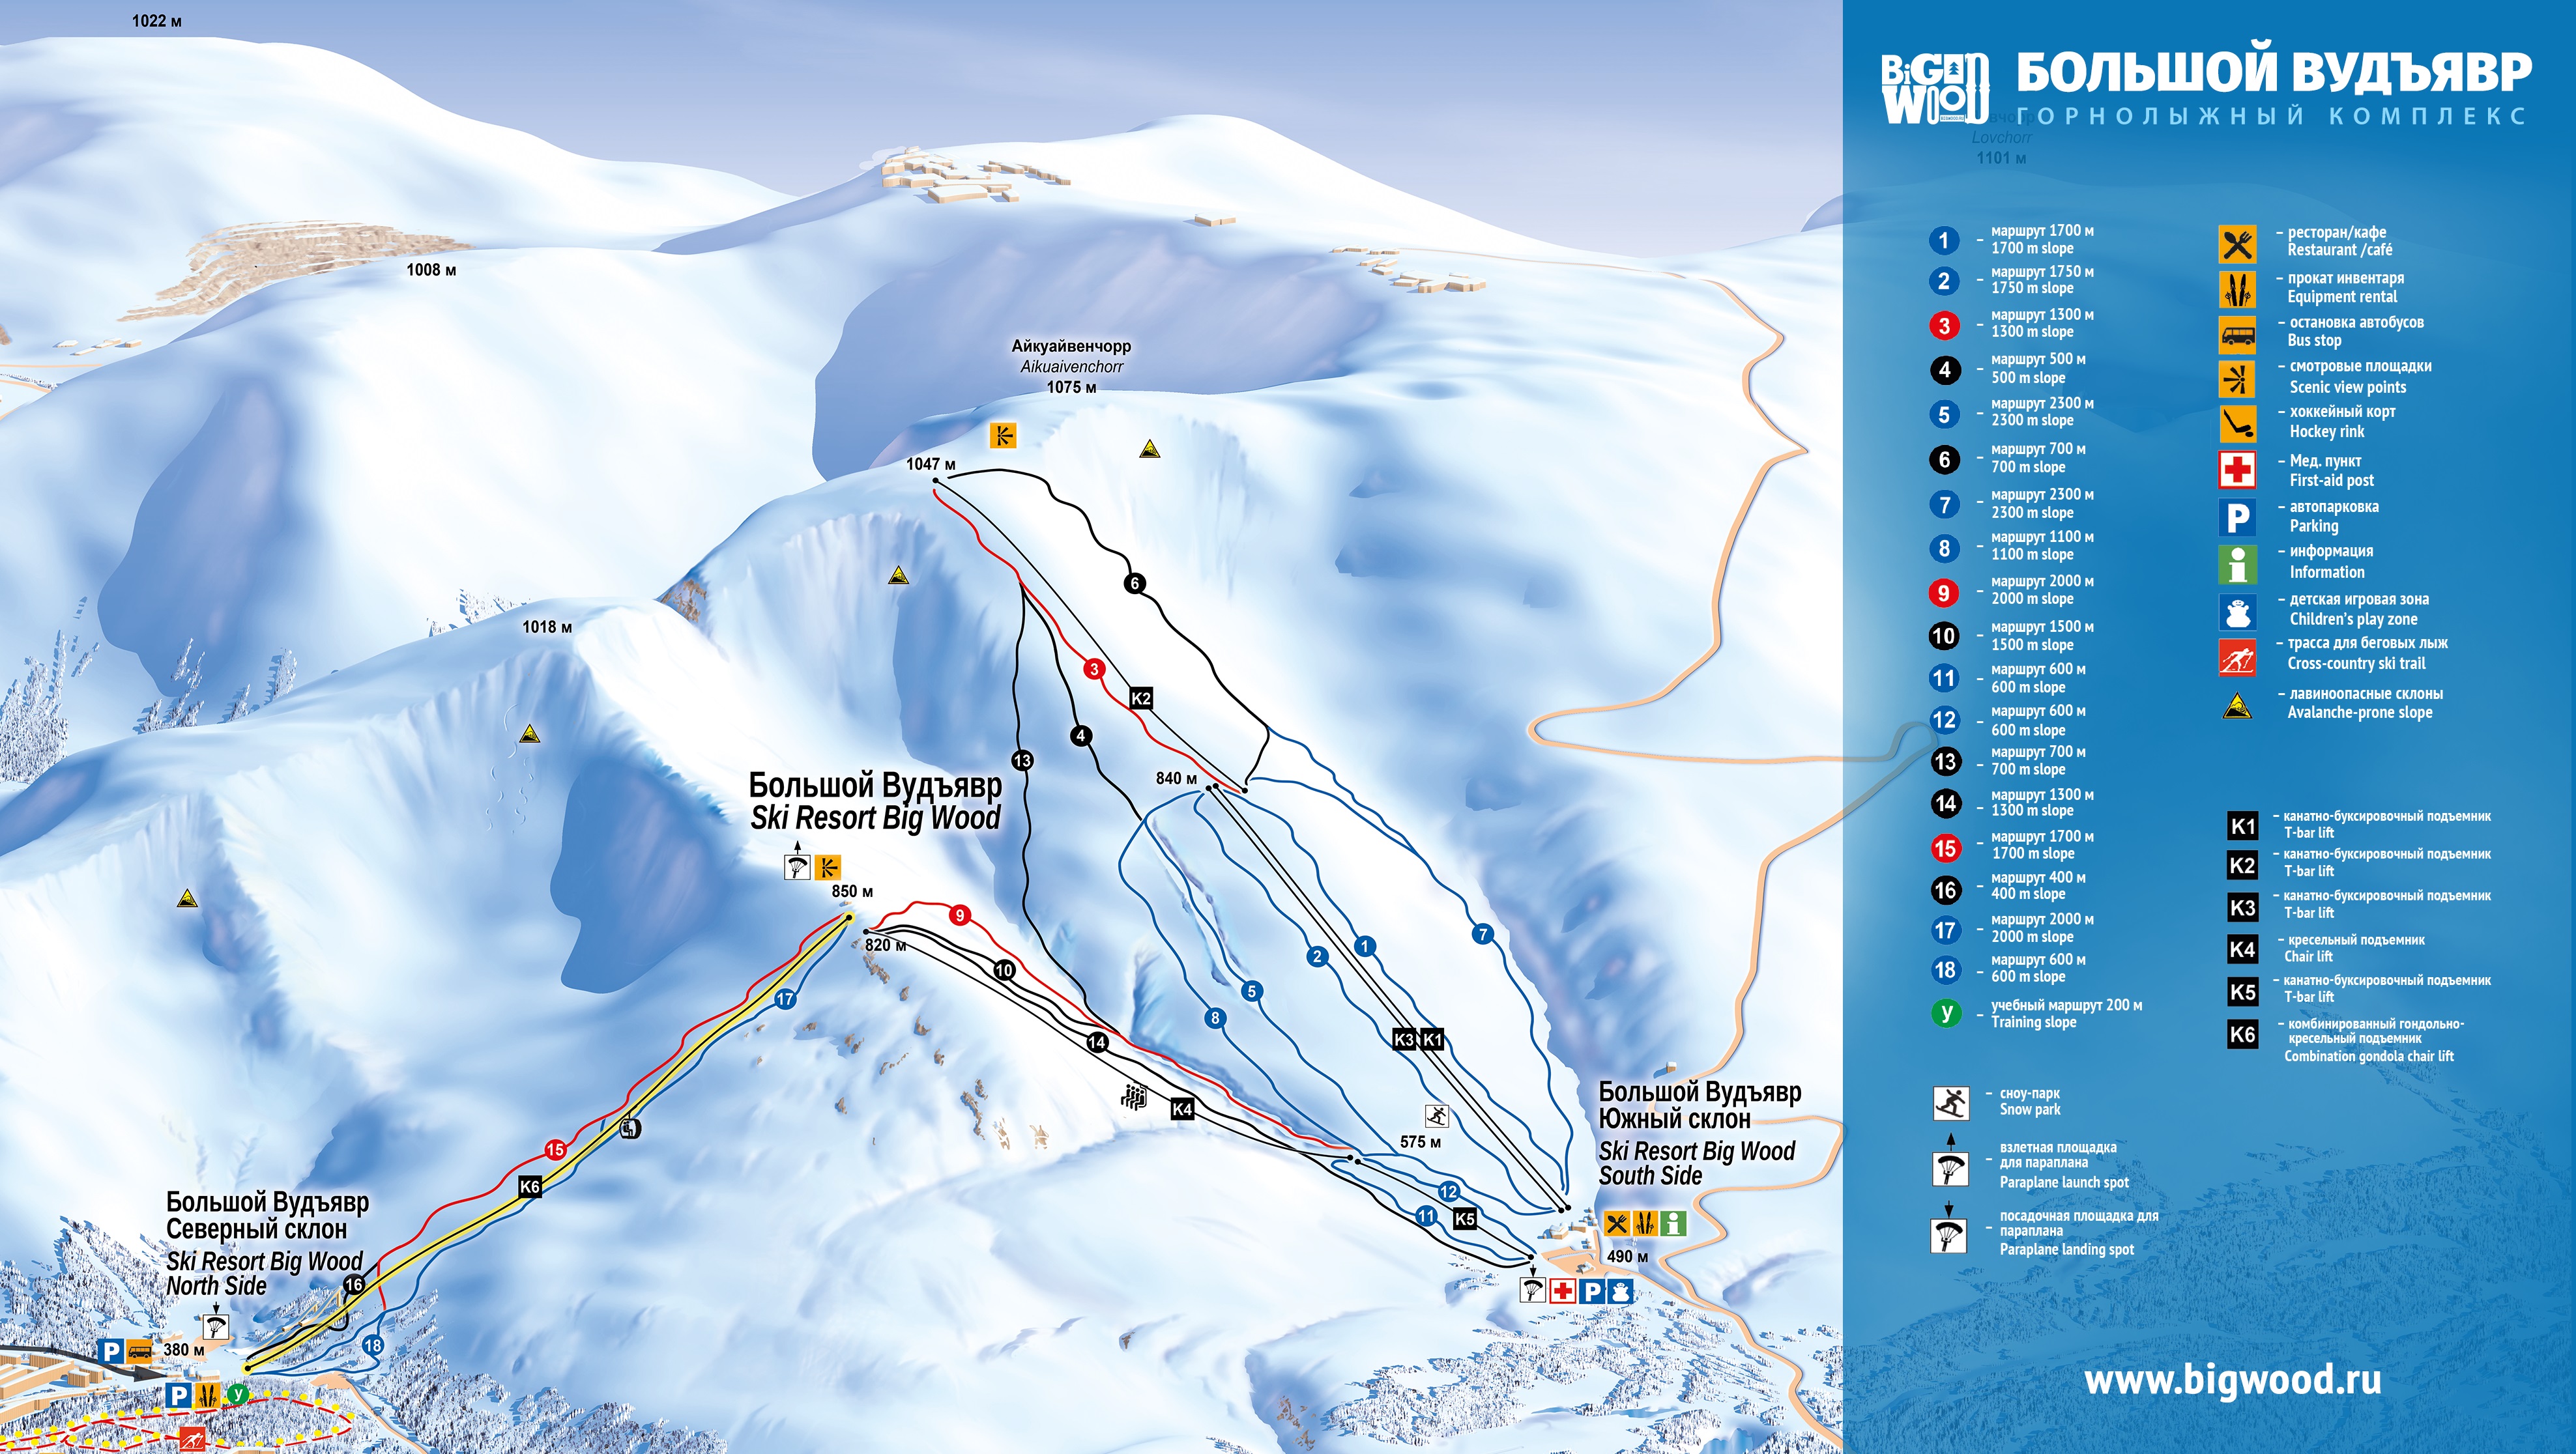 1022 м
1008 м
Айкуайвенчорр
Aikuaivenchorr
1075 м
1047 м
1018 м
6
3
K2
4
13
840 м
Большой Вудъявр
Ski Resort Big Wood
850 м
820 м
9
10
17
14
K4
2
1
7
5
8
K3
K1
575 м
12
11
K5
15
K6
Большой Вудъявр
Южный склон
Ski Resort Big Wood
South Side
490 м
P
Большой Вудъявр
Северный склон
Ski Resort Big Wood
North Side
16
18
P
380 м
P
У
BIG WOOD
БОЛЬШОЙ ВУДЪЯВР
ГОРНОЛЫЖНЫЙ КОМПЛЕКС
Lovchorr
1101 м
1 – маршрут 1700 м
1700 m slope
2 – маршрут 1750 м
1750 m slope
3 – маршрут 1300 м
1300 m slope
4 – маршрут 500 м
500 m slope
5 – маршрут 2300 м
2300 m slope
6 – маршрут 700 м
700 m slope
7 – маршрут 2300 м
2300 m slope
8 – маршрут 1100 м
1100 m slope
9 – маршрут 2000 м
2000 m slope
10 – маршрут 1500 м
1500 m slope
11 – маршрут 600 м
600 m slope
12 – маршрут 600 м
600 m slope
13 – маршрут 700 м
700 m slope
14 – маршрут 1300 м
1300 m slope
15 – маршрут 1700 м
1700 m slope
16 – маршрут 400 м
400 m slope
17 – маршрут 2000 м
2000 m slope
18 – маршрут 600 м
600 m slope
У – учебный маршрут 200 м
Training slope
– сноу-парк
Snow park
– взлетная площадка
для параплана
Paraplane launch spot
– посадочная площадка для
параплана
Paraplane landing spot
– ресторан/кафе
Restaurant /café
– прокат инвентаря
Equipment rental
– остановка автобусов
Bus stop
– смотровые площадки
Scenic view points
– хоккейный корт
Hockey rink
– Мед. пункт
First-aid post
P – автопарковка
Parking
– информация
Information
– детская игровая зона
Children's play zone
– трасса для беговых лыж
Cross-country ski trail
– лавиноопасные склоны
Avalanche-prone slope
K1 – канатно-буксировочный подъемник
T-bar lift
K2 – канатно-буксировочный подъемник
T-bar lift
K3 – канатно-буксировочный подъемник
T-bar lift
K4 – кресельный подъемник
Chair lift
K5 – канатно-буксировочный подъемник
T-bar lift
K6 – комбинированный гондольно-
кресельный подъемник
Combination gondola chair lift
www.bigwood.ru